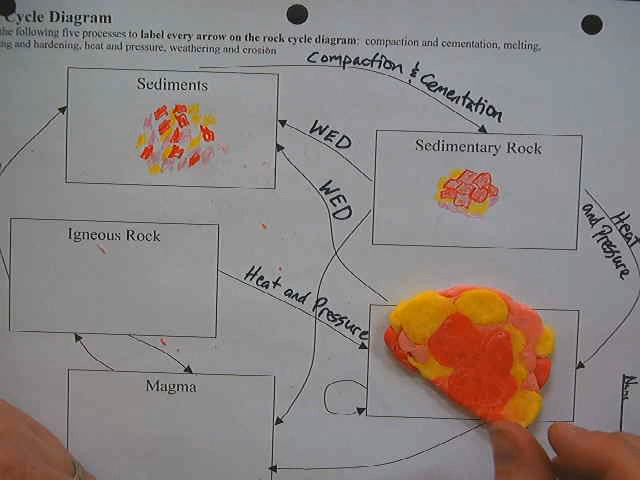 Cycle Diagram
the following five processes to label every arrow on the rock cycle diagram: compaction and cementation, melting,
ng and hardening, heat and pressure, weathering and erosion
Compaction & Cementation
Sediments
WED
Sedimentary Rock
WED
Heat
and Pressure
Igneous Rock
Heat and Pressure
Magma